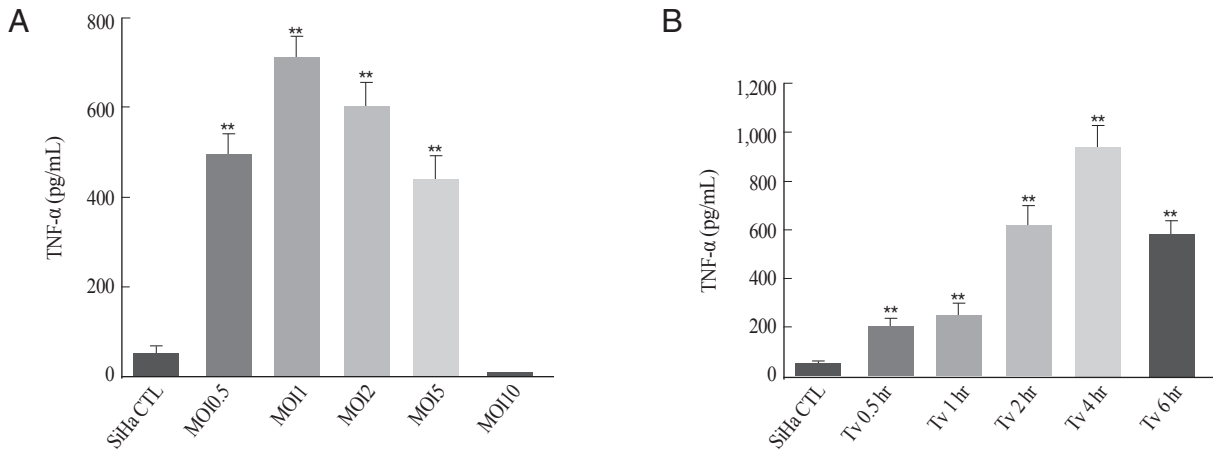 A
TNF-α (pg/mL)
800
600
400
200
0
**
**
**
**
SiHa CTL
MOI0.5
MOI1
MOI2
MOI5
MOI10
B
TNF-α (pg/mL)
1,200
1,000
800
600
400
200
0
**
**
**
**
**
SiHa CTL
Tv 0.5 hr
Tv 1 hr
Tv 2 hr
Tv 4 hr
Tv 6 hr